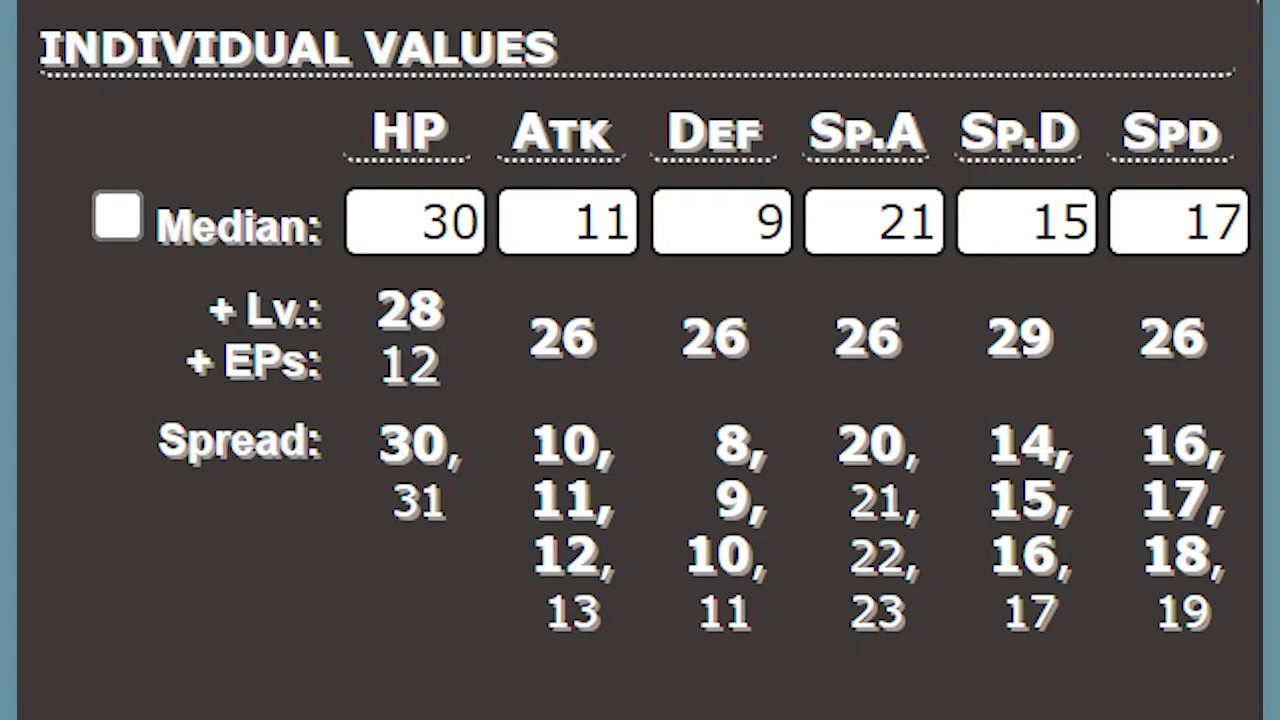 INDIVIDUAL VALUES
HP ATK DEF SP.A SP.D SPD
Median: 30 11 9 21 15 17
+ Lv.: 28 26 26 26 29 26
+ EPs: 12
Spread: 30, 10, 8, 20, 14, 16,
31 11, 9, 21, 15, 17,
12, 10, 22, 16, 18,
13 11 23 17 19